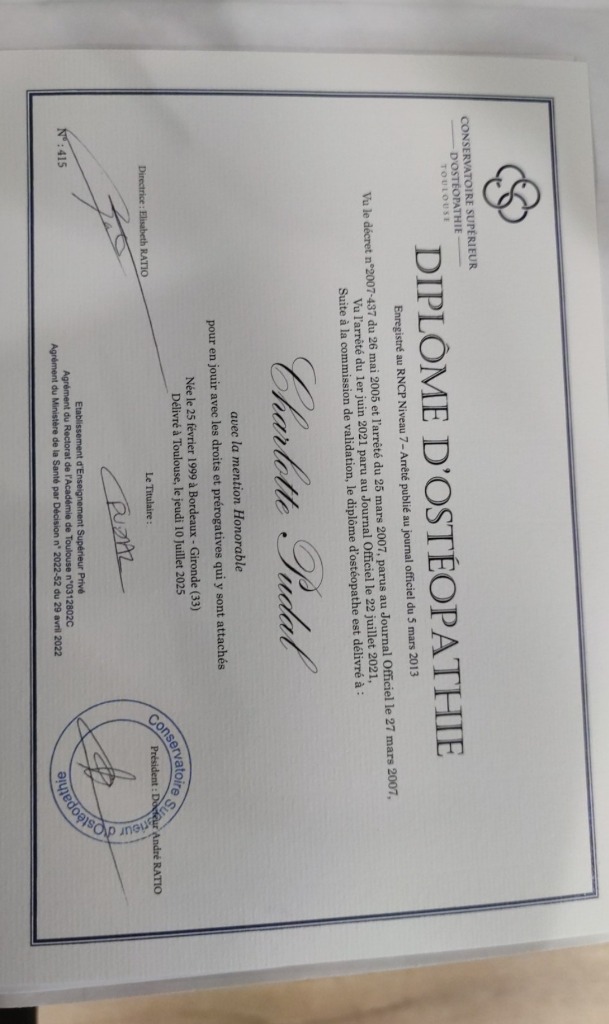 CONSERVATOIRE SUPÉRIEUR
D'OSTÉOPATHIE
TOULOUSE
DIPLÔME D'OSTÉOPATHIE
Enregistré au RNCP Niveau 7 – Arrêté publié au journal officiel du 5 mars 2013
Vu le décret n°2007-437 du 26 mai 2005 et l'arrêté du 25 mars 2007, parus au Journal Officiel le 27 mars 2007,
Vu l'arrêté du 1er juin 2021 paru au Journal Officiel le 22 juillet 2021,
Suite à la commission de validation, le diplôme d'ostéopathe est délivré à :
Charlotte Pudal
avec la mention Honorable
pour en jouir avec les droits et prérogatives qui y sont attachés
Née le 25 février 1999 à Bordeaux - Gironde (33)
Délivré à Toulouse, le jeudi 10 Juillet 2025
Directrice : Elisabeth RATIO
Le Titulaire :
Président : Docteur André RATIO
Conservatoire Supérieur d'Ostéopathie
N° : 415
Etablissement d'Enseignement Supérieur Privé
Agrément du Rectorat de l'Académie de Toulouse n°0312802C
Agrément du Ministère de la Santé par Décision n° 2022-52 du 29 avril 2022